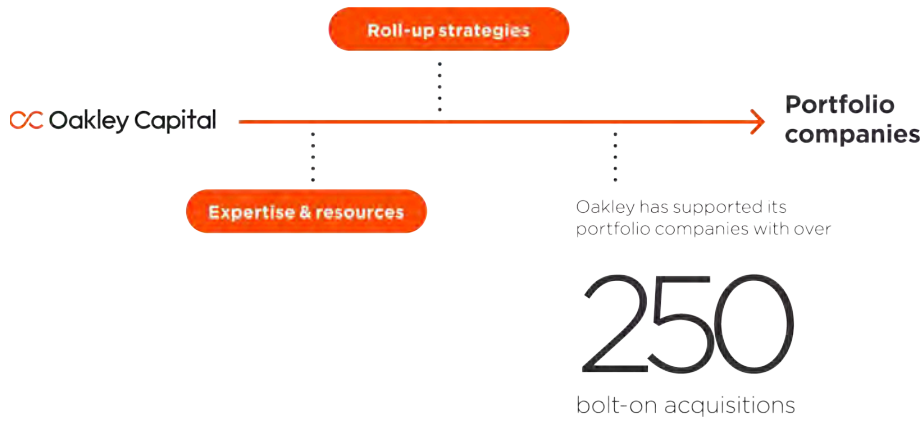 Roll-up strategies
Oakley Capital
Portfolio
companies
Expertise & resources
Oakley has supported its
portfolio companies with over
250
bolt-on acquisitions